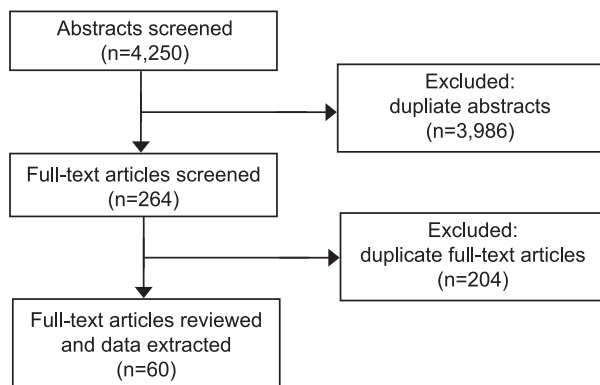 Abstracts screened
(n=4,250)
Excluded:
dupliate abstracts
(n=3,986)
Full-text articles screened
(n=264)
Excluded:
duplicate full-text articles
(n=204)
Full-text articles reviewed
and data extracted
(n=60)